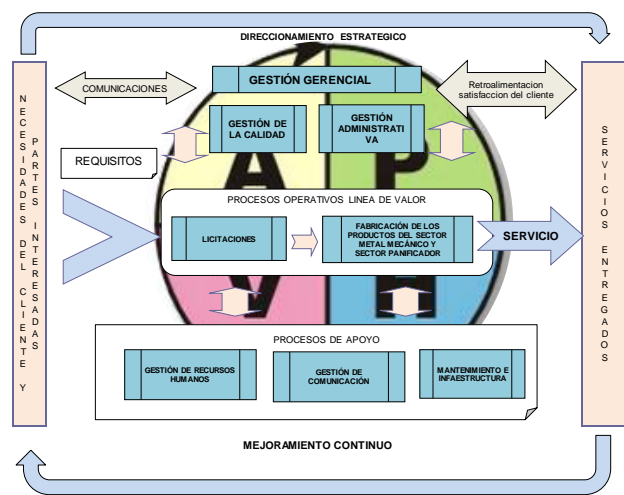 DIRECCIONAMIENTO ESTRATEGICO
NECESIDADES DEL CLIENTE Y
PARTES INTERESADAS
COMUNICACIONES
GESTIÓN GERENCIAL
Retroalimentacion
satisfaccion del cliente
GESTIÓN DE
LA CALIDAD
GESTIÓN
ADMINISTRATI
VA
REQUISITOS
A
P
PROCESOS OPERATIVOS LINEA DE VALOR
LICITACIONES
FABRICACIÓN DE LOS
PRODUCTOS DEL SECTOR
METAL MECÁNICO Y
SECTOR PANIFICADOR
SERVICIO
SERVICIOS ENTREGADOS
V
H
PROCESOS DE APOYO
GESTIÓN DE RECURSOS
HUMANOS
GESTIÓN DE
COMUNICACIÓN
MANTENIMIENTO E
INFAESTRUCTURA
MEJORAMIENTO CONTINUO